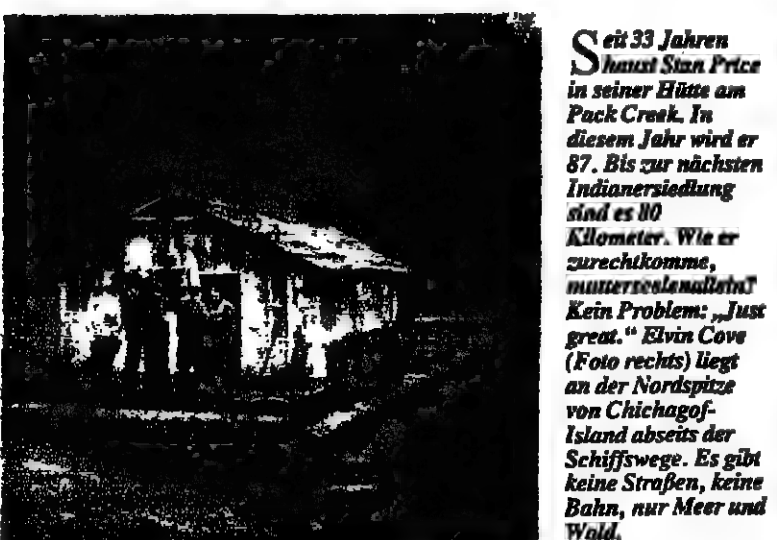 Seit 33 Jahren
haust Stan Price
in seiner Hütte am
Pack Creek. In
diesem Jahr wird er
87. Bis zur nächsten
Indianersiedlung
sind es 80
Kilometer. Wie er
zurechtkomme,
mutterseelenallein?
Kein Problem: „Just
great.“ Elvin Cove
(Foto rechts) liegt
an der Nordspitze
von Chichagof-
Island abseits der
Schiffswege. Es gibt
keine Straßen, keine
Bahn, nur Meer und
Wald.